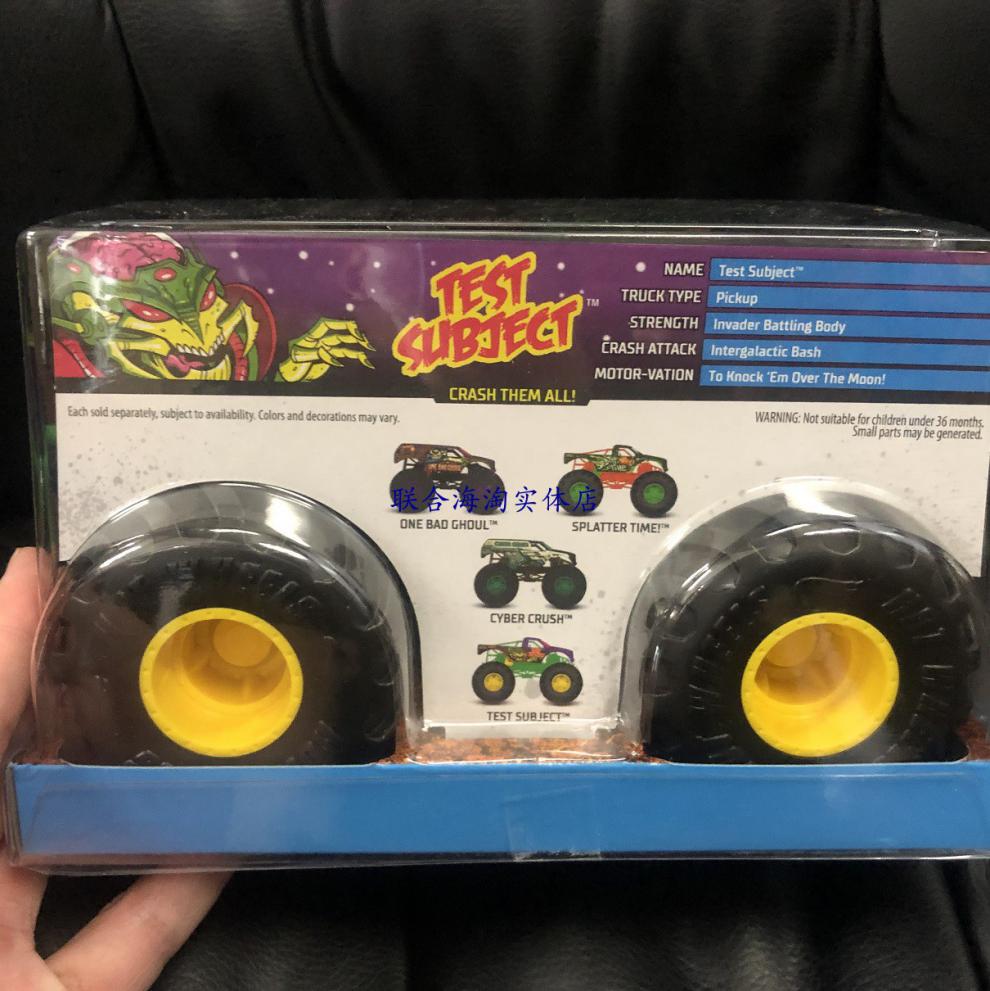 TEST
SUBJECT™
NAME Test Subject™
TRUCK TYPE Pickup
STRENGTH Invader Battling Body
CRASH ATTACK Intergalactic Bash
MOTOR-VATION To Knock 'Em Over The Moon!
CRASH THEM ALL!
Each sold separately, subject to availability. Colors and decorations may vary.
WARNING: Not suitable for children under 36 months.
Small parts may be generated.
联合海淘实体店
ONE BAD GHOUL™
SPLATTER TIME!™
CYBER CRUSH™
TEST SUBJECT™